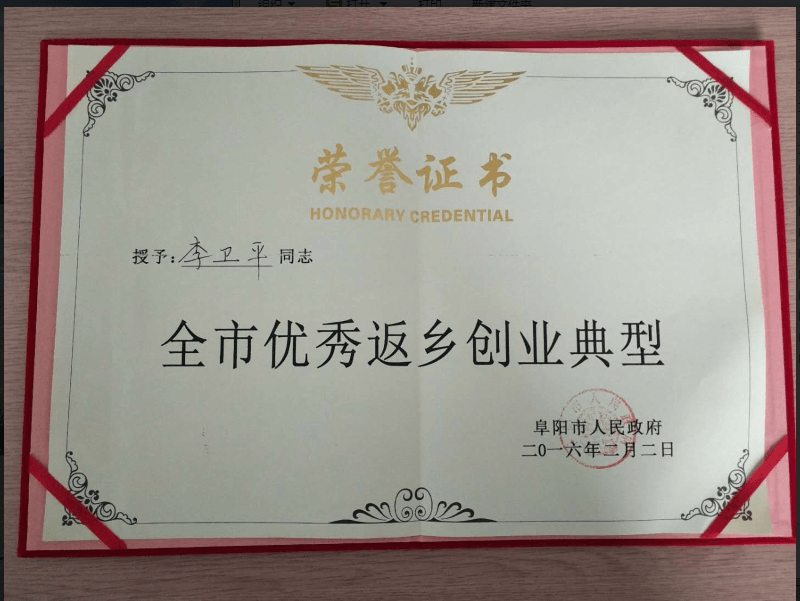 荣誉证书
HONORARY CREDENTIAL
授予:李卫平同志
全市优秀返乡创业典型
阜阳市人民政府
二0一六年二月二日